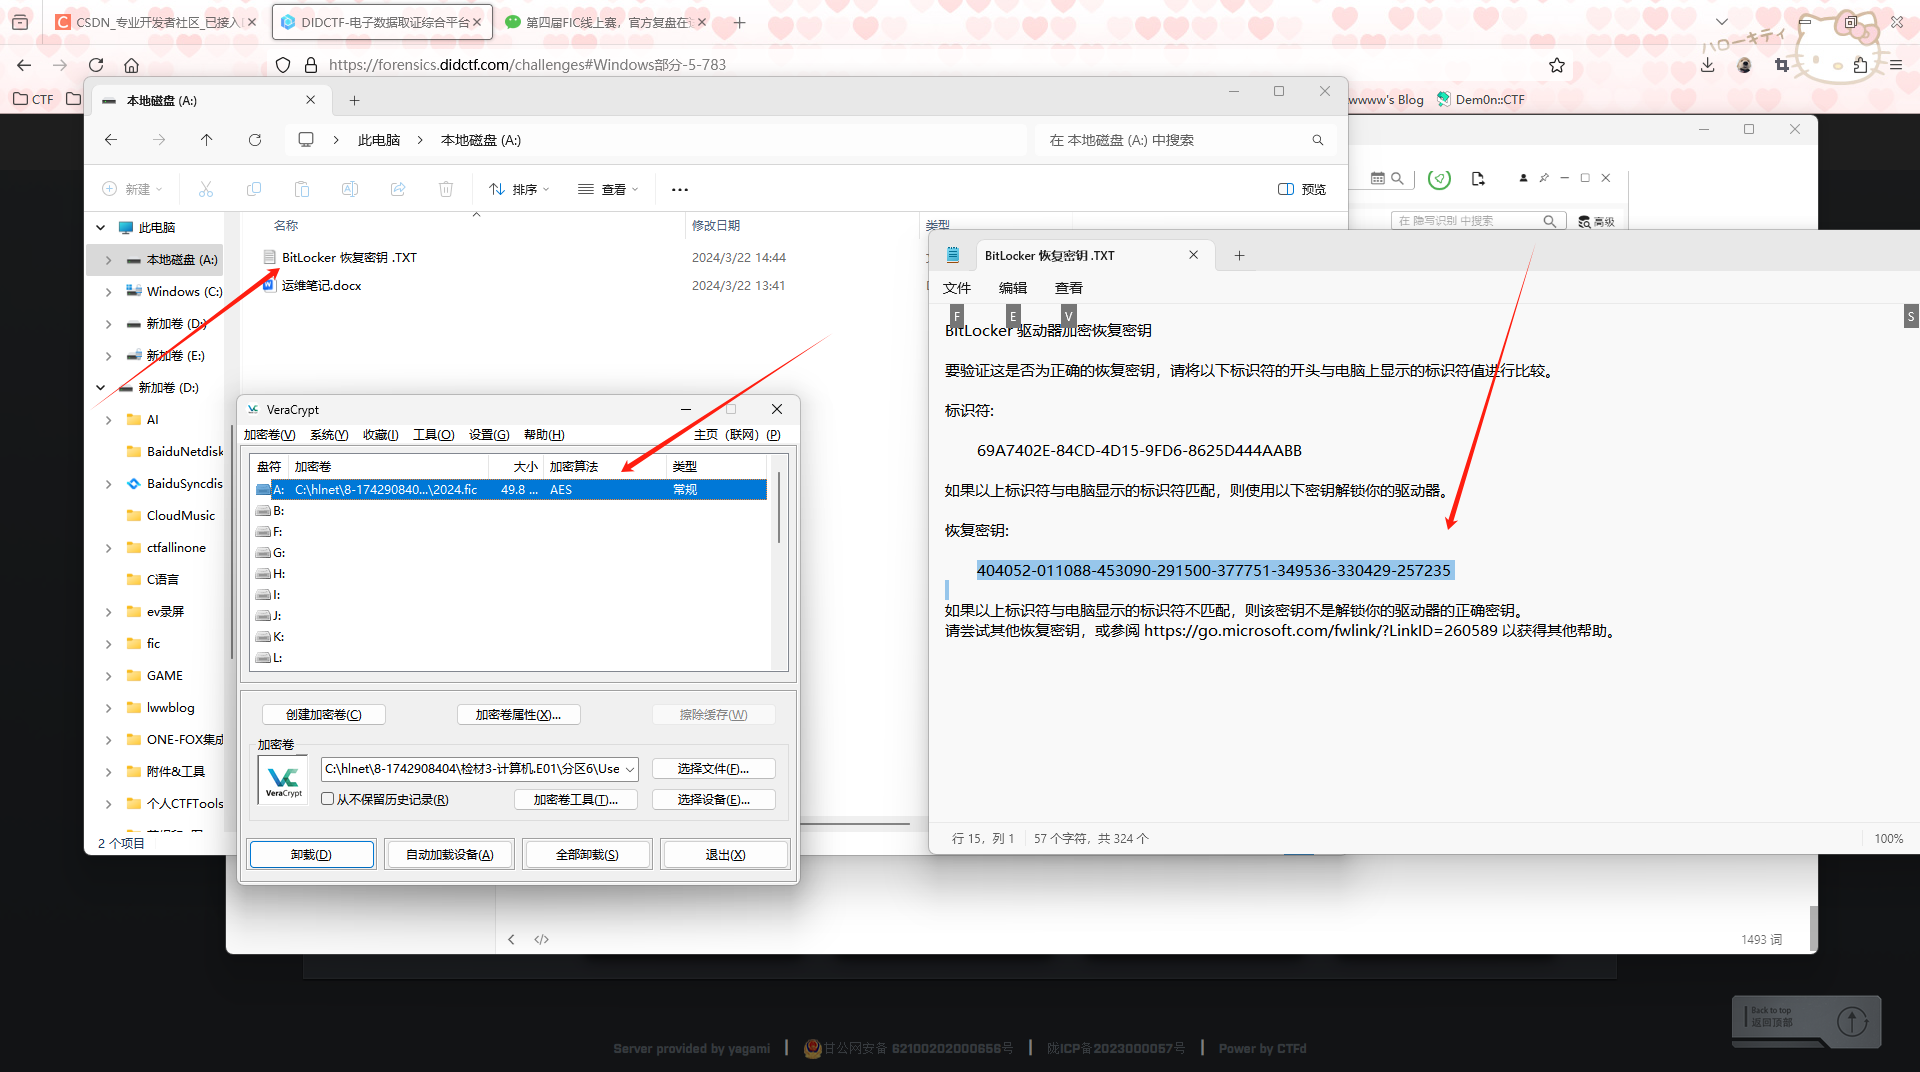 CSDN_专业开发者社区_已接入
DIDCTF-电子数据取证综合平台
第四届FIC线上赛，官方复盘在
https://forensics.didctf.com/challenges#Windows部分-5-783
ハローキティ
CTF
wwww's Blog
Dem0n::CTF
本地磁盘 (A:)
此电脑
本地磁盘 (A:)
在 本地磁盘 (A:) 中搜索
新建
排序
查看
预览
名称
修改日期
类型
BitLocker 恢复密钥 .TXT
2024/3/22 14:44
运维笔记.docx
2024/3/22 13:41
此电脑
本地磁盘 (A:)
Windows (C:)
新加卷 (D:)
新加卷 (E:)
新加卷 (D:)
AI
BaiduNetdisk
BaiduSyncdis
CloudMusic
ctfallinone
C语言
ev录屏
fic
GAME
lwwblog
ONE-FOX集成
附件&工具
个人CTFTools
2 个项目
在 隐写识别 中搜索
高级
VeraCrypt
加密卷(V)
系统(Y)
收藏(I)
工具(O)
设置(G)
帮助(H)
主页（联网）(P)
盘符
加密卷
大小
加密算法
类型
A:
C:\hlnet\8-174290840...\2024.fic
49.8 ...
AES
常规
B:
F:
G:
H:
I:
J:
K:
L:
创建加密卷(C)
加密卷属性(X)...
擦除缓存(W)
加密卷
VeraCrypt
C:\hlnet\8-1742908404\检材3-计算机.E01\分区6\Use
选择文件(F)...
从不保留历史记录(R)
加密卷工具(T)...
选择设备(E)...
卸载(D)
自动加载设备(A)
全部卸载(S)
退出(X)
BitLocker 恢复密钥 .TXT
文件
编辑
查看
F
E
V
S
BitLocker 驱动器加密恢复密钥
要验证这是否为正确的恢复密钥，请将以下标识符的开头与电脑上显示的标识符值进行比较。
标识符:
69A7402E-84CD-4D15-9FD6-8625D444AABB
如果以上标识符与电脑显示的标识符匹配，则使用以下密钥解锁你的驱动器。
恢复密钥:
404052-011088-453090-291500-377751-349536-330429-257235
如果以上标识符与电脑显示的标识符不匹配，则该密钥不是解锁你的驱动器的正确密钥。
请尝试其他恢复密钥，或参阅 https://go.microsoft.com/fwlink/?LinkID=260589 以获得其他帮助。
行 15，列 1
57 个字符，共 324 个
100%
1493 词
Back to top
返回顶部
Server provided by yagami
甘公网安备 62100202000656号
陇ICP备2023000057号
Power by CTFd